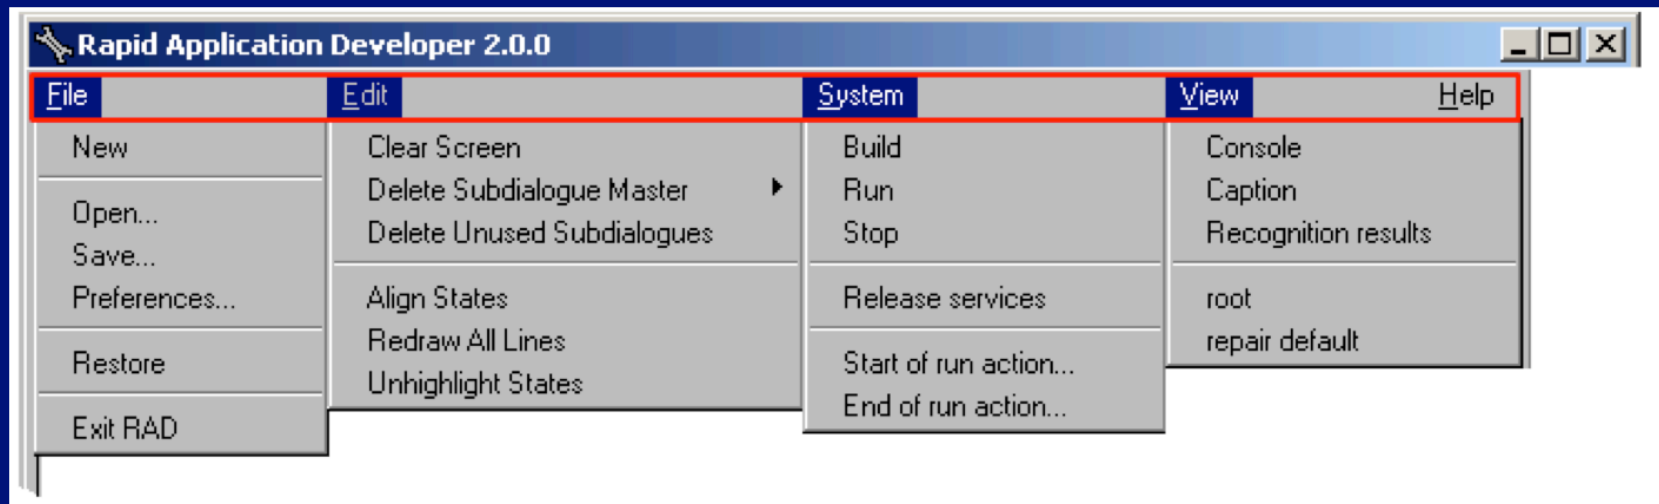 Rapid Application Developer 2.0.0
File Edit System View Help
New
Open...
Save...
Preferences...
Restore
Exit RAD
Clear Screen
Delete Subdialogue Master
Delete Unused Subdialogues
Align States
Redraw All Lines
Unhighlight States
Build
Run
Stop
Release services
Start of run action...
End of run action...
Console
Caption
Recognition results
root
repair default